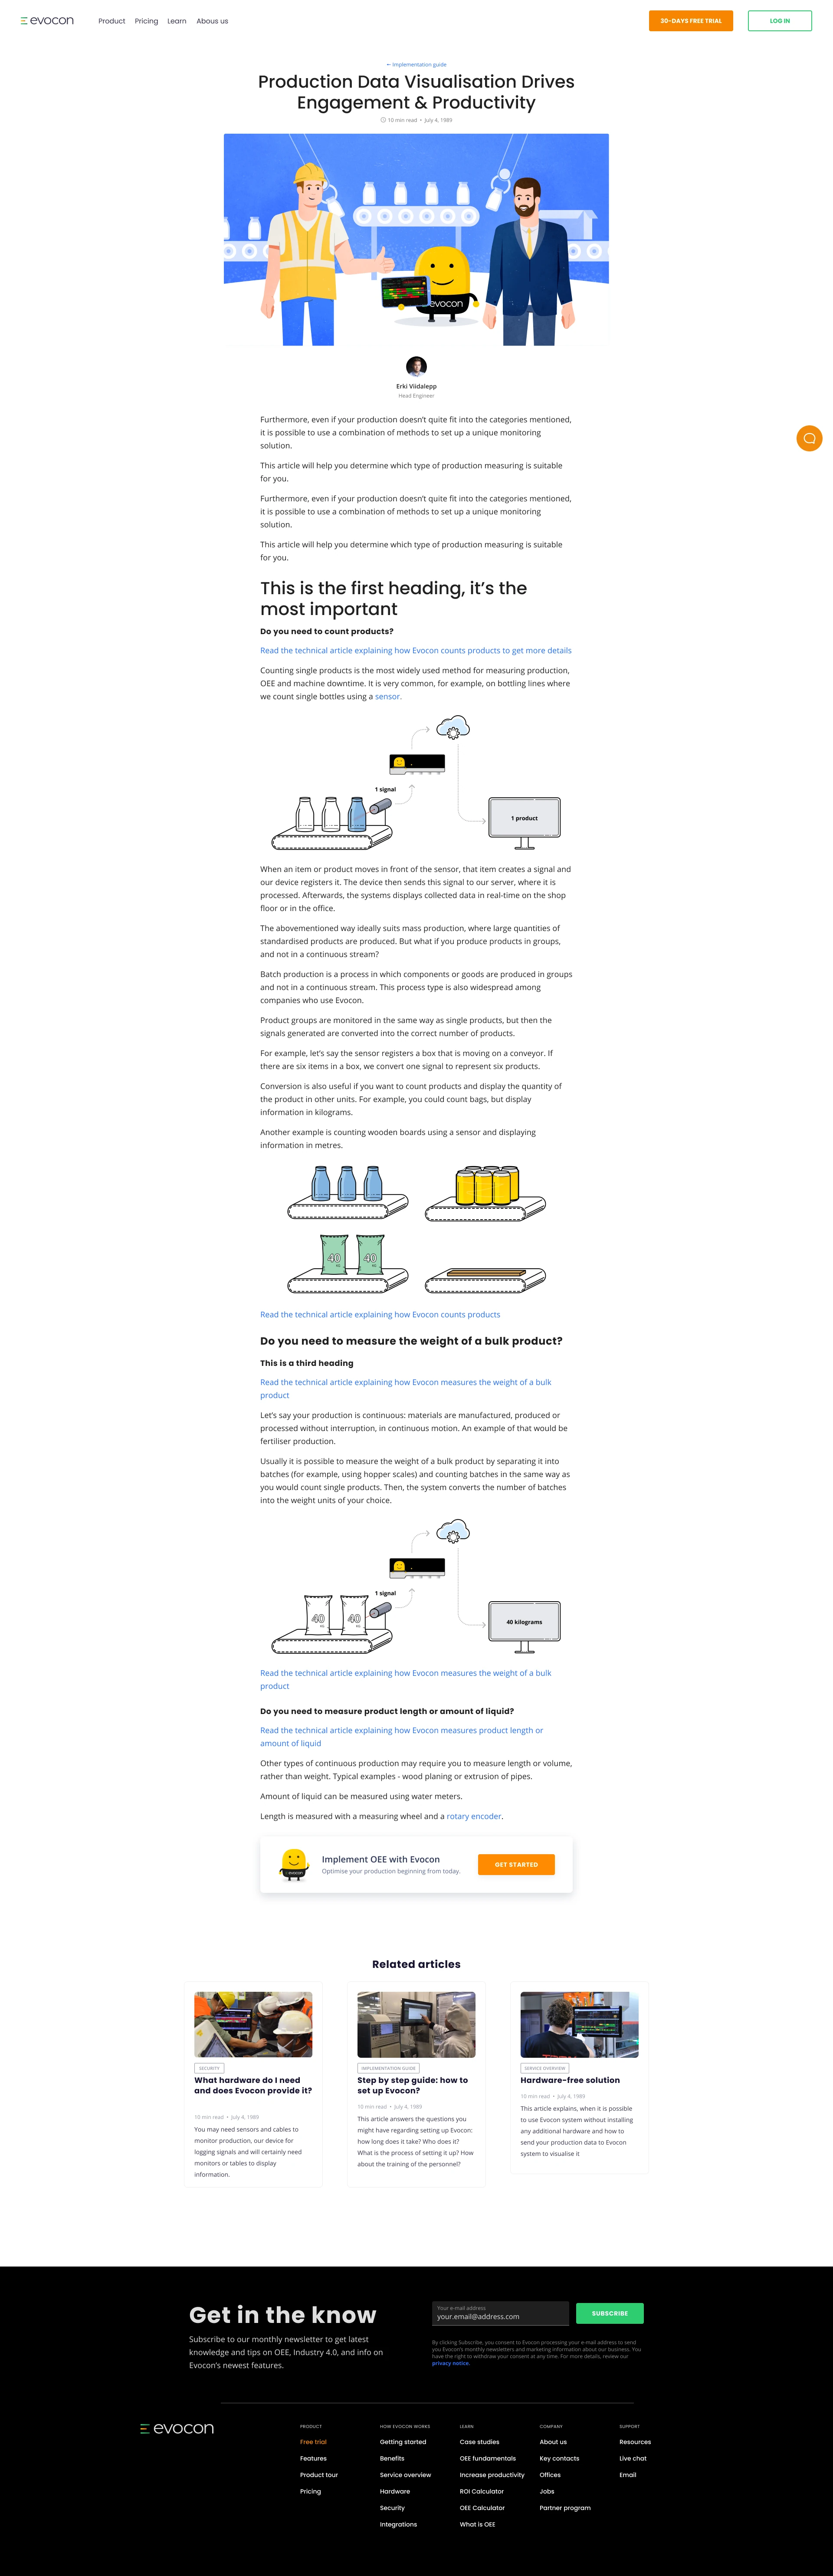 evocon Product Pricing Learn Abous us 30-DAYS FREE TRIAL LOG IN
← Implementation guide
Production Data Visualisation Drives
Engagement & Productivity
10 min read • July 4, 1989
evocon
Erki Viidalepp
Head Engineer
Furthermore, even if your production doesn’t quite fit into the categories mentioned,
it is possible to use a combination of methods to set up a unique monitoring
solution.
This article will help you determine which type of production measuring is suitable
for you.
Furthermore, even if your production doesn’t quite fit into the categories mentioned,
it is possible to use a combination of methods to set up a unique monitoring
solution.
This article will help you determine which type of production measuring is suitable
for you.
This is the first heading, it’s the
most important
Do you need to count products?
Read the technical article explaining how Evocon counts products to get more details
Counting single products is the most widely used method for measuring production,
OEE and machine downtime. It is very common, for example, on bottling lines where
we count single bottles using a sensor.
1 signal
1 product
When an item or product moves in front of the sensor, that item creates a signal and
our device registers it. The device then sends this signal to our server, where it is
processed. Afterwards, the systems displays collected data in real-time on the shop
floor or in the office.
The abovementioned way ideally suits mass production, where large quantities of
standardised products are produced. But what if you produce products in groups,
and not in a continuous stream?
Batch production is a process in which components or goods are produced in groups
and not in a continuous stream. This process type is also widespread among
companies who use Evocon.
Product groups are monitored in the same way as single products, but then the
signals generated are converted into the correct number of products.
For example, let’s say the sensor registers a box that is moving on a conveyor. If
there are six items in a box, we convert one signal to represent six products.
Conversion is also useful if you want to count products and display the quantity of
the product in other units. For example, you could count bags, but display
information in kilograms.
Another example is counting wooden boards using a sensor and displaying
information in metres.
40 40
KG KG
Read the technical article explaining how Evocon counts products
Do you need to measure the weight of a bulk product?
This is a third heading
Read the technical article explaining how Evocon measures the weight of a bulk
product
Let’s say your production is continuous: materials are manufactured, produced or
processed without interruption, in continuous motion. An example of that would be
fertiliser production.
Usually it is possible to measure the weight of a bulk product by separating it into
batches (for example, using hopper scales) and counting batches in the same way as
you would count single products. Then, the system converts the number of batches
into the weight units of your choice.
1 signal
40 40
KG KG
40 kilograms
Read the technical article explaining how Evocon measures the weight of a bulk
product
Do you need to measure product length or amount of liquid?
Read the technical article explaining how Evocon measures product length or
amount of liquid
Other types of continuous production may require you to measure length or volume,
rather than weight. Typical examples - wood planing or extrusion of pipes.
Amount of liquid can be measured using water meters.
Length is measured with a measuring wheel and a rotary encoder.
evocon
Implement OEE with Evocon
Optimise your production beginning from today.
GET STARTED
Related articles
SECURITY
What hardware do I need
and does Evocon provide it?
10 min read • July 4, 1989
You may need sensors and cables to
monitor production, our device for
logging signals and will certainly need
monitors or tables to display
information.
IMPLEMENTATION GUIDE
Step by step guide: how to
set up Evocon?
10 min read • July 4, 1989
This article answers the questions you
might have regarding setting up Evocon:
how long does it take? Who does it?
What is the process of setting it up? How
about the training of the personnel?
SERVICE OVERVIEW
Hardware-free solution
10 min read • July 4, 1989
This article explains, when it is possible
to use Evocon system without installing
any additional hardware and how to
send your production data to Evocon
system to visualise it
Get in the know
Subscribe to our monthly newsletter to get latest
knowledge and tips on OEE, Industry 4.0, and info on
Evocon’s newest features.
Your e-mail address
your.email@address.com
SUBSCRIBE
By clicking Subscribe, you consent to Evocon processing your e-mail address to send
you Evocon’s monthly newsletters and marketing information about our business. You
have the right to withdraw your consent at any time. For more details, review our
privacy notice.
evocon
PRODUCT
Free trial
Features
Product tour
Pricing
HOW EVOCON WORKS
Getting started
Benefits
Service overview
Hardware
Security
Integrations
LEARN
Case studies
OEE fundamentals
Increase productivity
ROI Calculator
OEE Calculator
What is OEE
COMPANY
About us
Key contacts
Offices
Jobs
Partner program
SUPPORT
Resources
Live chat
Email